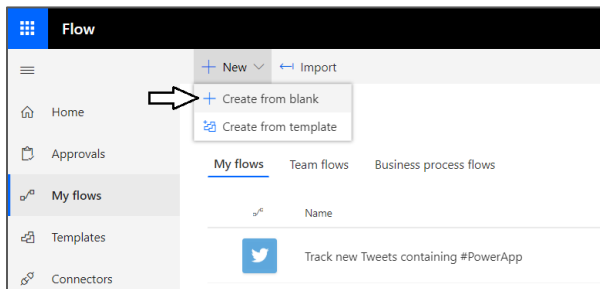 Flow
New
Import
Create from blank
Create from template
Home
Approvals
My flows
Templates
Connectors
My flows
Team flows
Business process flows
Name
Track new Tweets containing #PowerApp